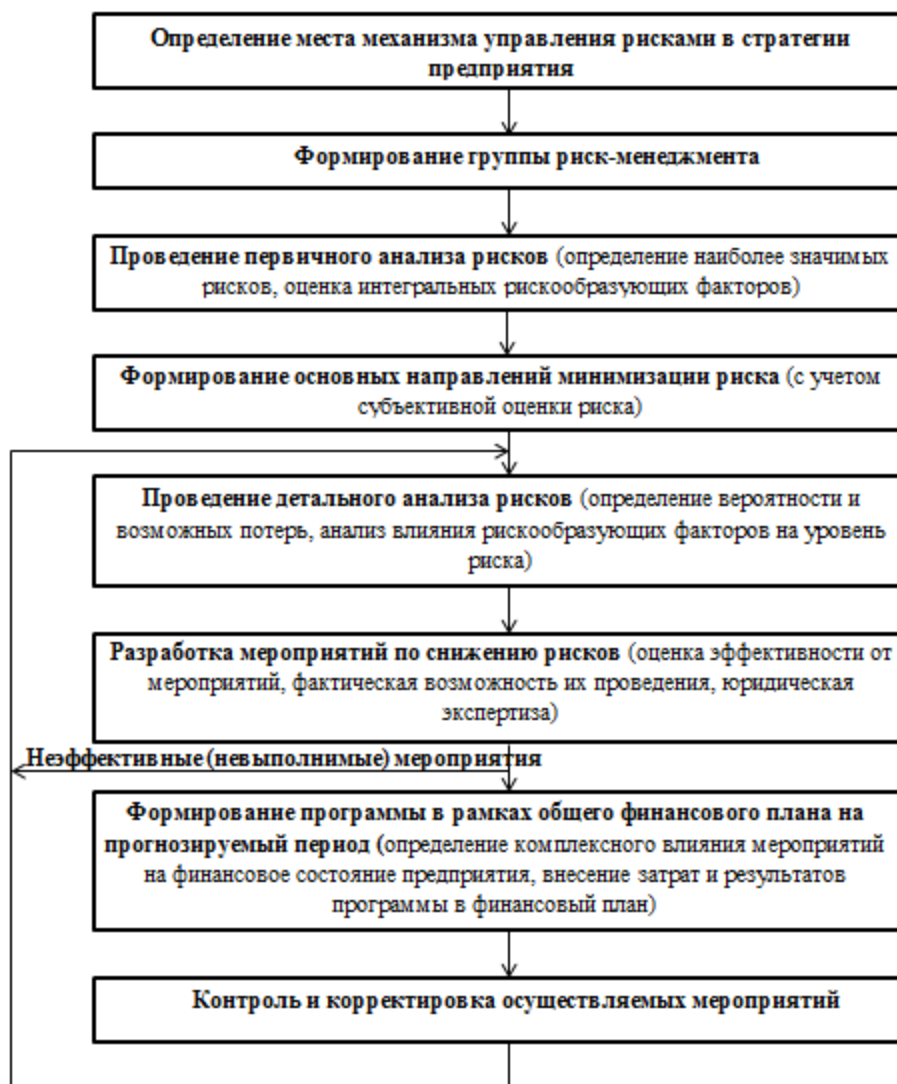 Определение места механизма управления рисками в стратегии
предприятия
Формирование группы риск-менеджмента
Проведение первичного анализа рисков (определение наиболее значимых
рисков, оценка интегральных рискообразующих факторов)
Формирование основных направлений минимизации риска (с учетом
субъективной оценки риска)
Проведение детального анализа рисков (определение вероятности и
возможных потерь, анализ влияния рискообразующих факторов на уровень
риска)
Разработка мероприятий по снижению рисков (оценка эффективности от
мероприятий, фактическая возможность их проведения, юридическая
экспертиза)
Неэффективные (невыполнимые) мероприятия
Формирование программы в рамках общего финансового плана на
прогнозируемый период (определение комплексного влияния мероприятий
на финансовое состояние предприятия, внесение затрат и результатов
программы в финансовый план)
Контроль и корректировка осуществляемых мероприятий